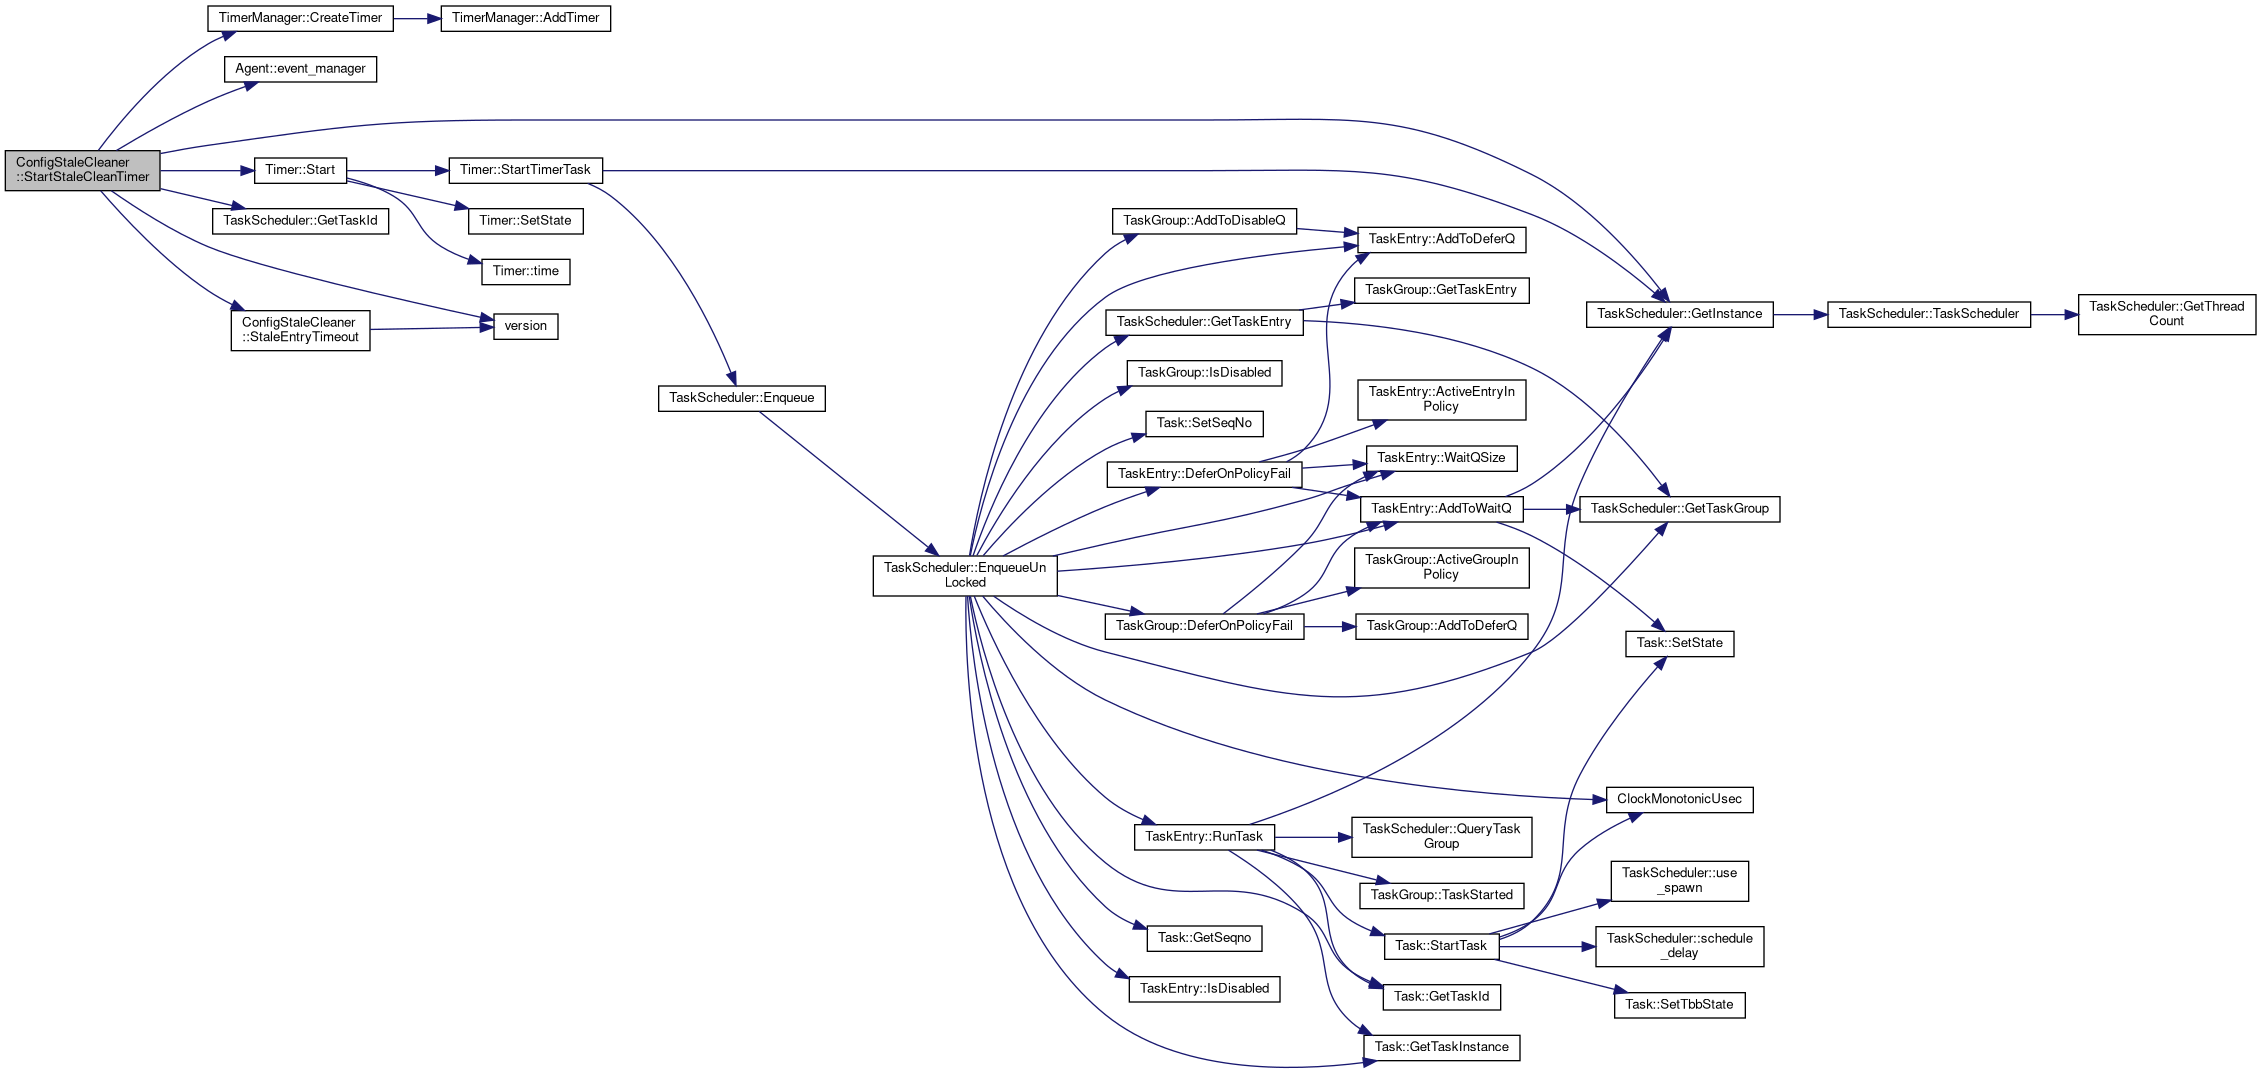 TimerManager::CreateTimer
TimerManager::AddTimer
Agent::event_manager
ConfigStaleCleaner
::StartStaleCleanTimer
Timer::Start
Timer::StartTimerTask
TaskScheduler::GetTaskId
Timer::SetState
Timer::time
ConfigStaleCleaner
::StaleEntryTimeout
version
TaskScheduler::Enqueue
TaskScheduler::EnqueueUn
Locked
TaskGroup::AddToDisableQ
TaskEntry::AddToDeferQ
TaskGroup::GetTaskEntry
TaskScheduler::GetTaskEntry
TaskGroup::IsDisabled
Task::SetSeqNo
TaskEntry::ActiveEntryIn
Policy
TaskEntry::DeferOnPolicyFail
TaskEntry::WaitQSize
TaskEntry::AddToWaitQ
TaskGroup::ActiveGroupIn
Policy
TaskGroup::DeferOnPolicyFail
TaskGroup::AddToDeferQ
TaskScheduler::GetInstance
TaskScheduler::TaskScheduler
TaskScheduler::GetThread
Count
TaskScheduler::GetTaskGroup
Task::SetState
ClockMonotonicUsec
TaskEntry::RunTask
TaskScheduler::QueryTask
Group
TaskGroup::TaskStarted
TaskScheduler::use
_spawn
Task::StartTask
TaskScheduler::schedule
_delay
Task::GetSeqno
TaskEntry::IsDisabled
Task::GetTaskId
Task::SetTbbState
Task::GetTaskInstance